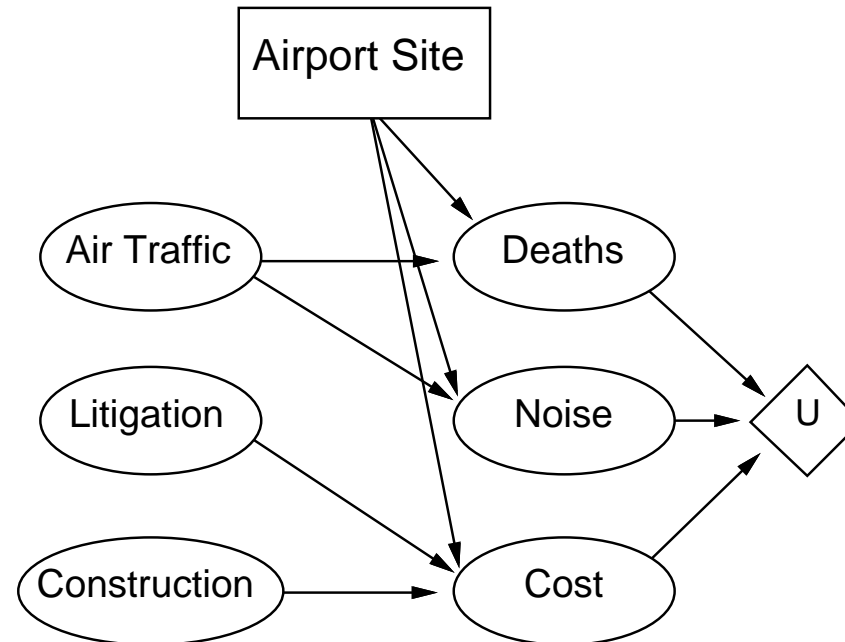 Airport Site
Air Traffic
Deaths
Litigation
Noise
U
Construction
Cost